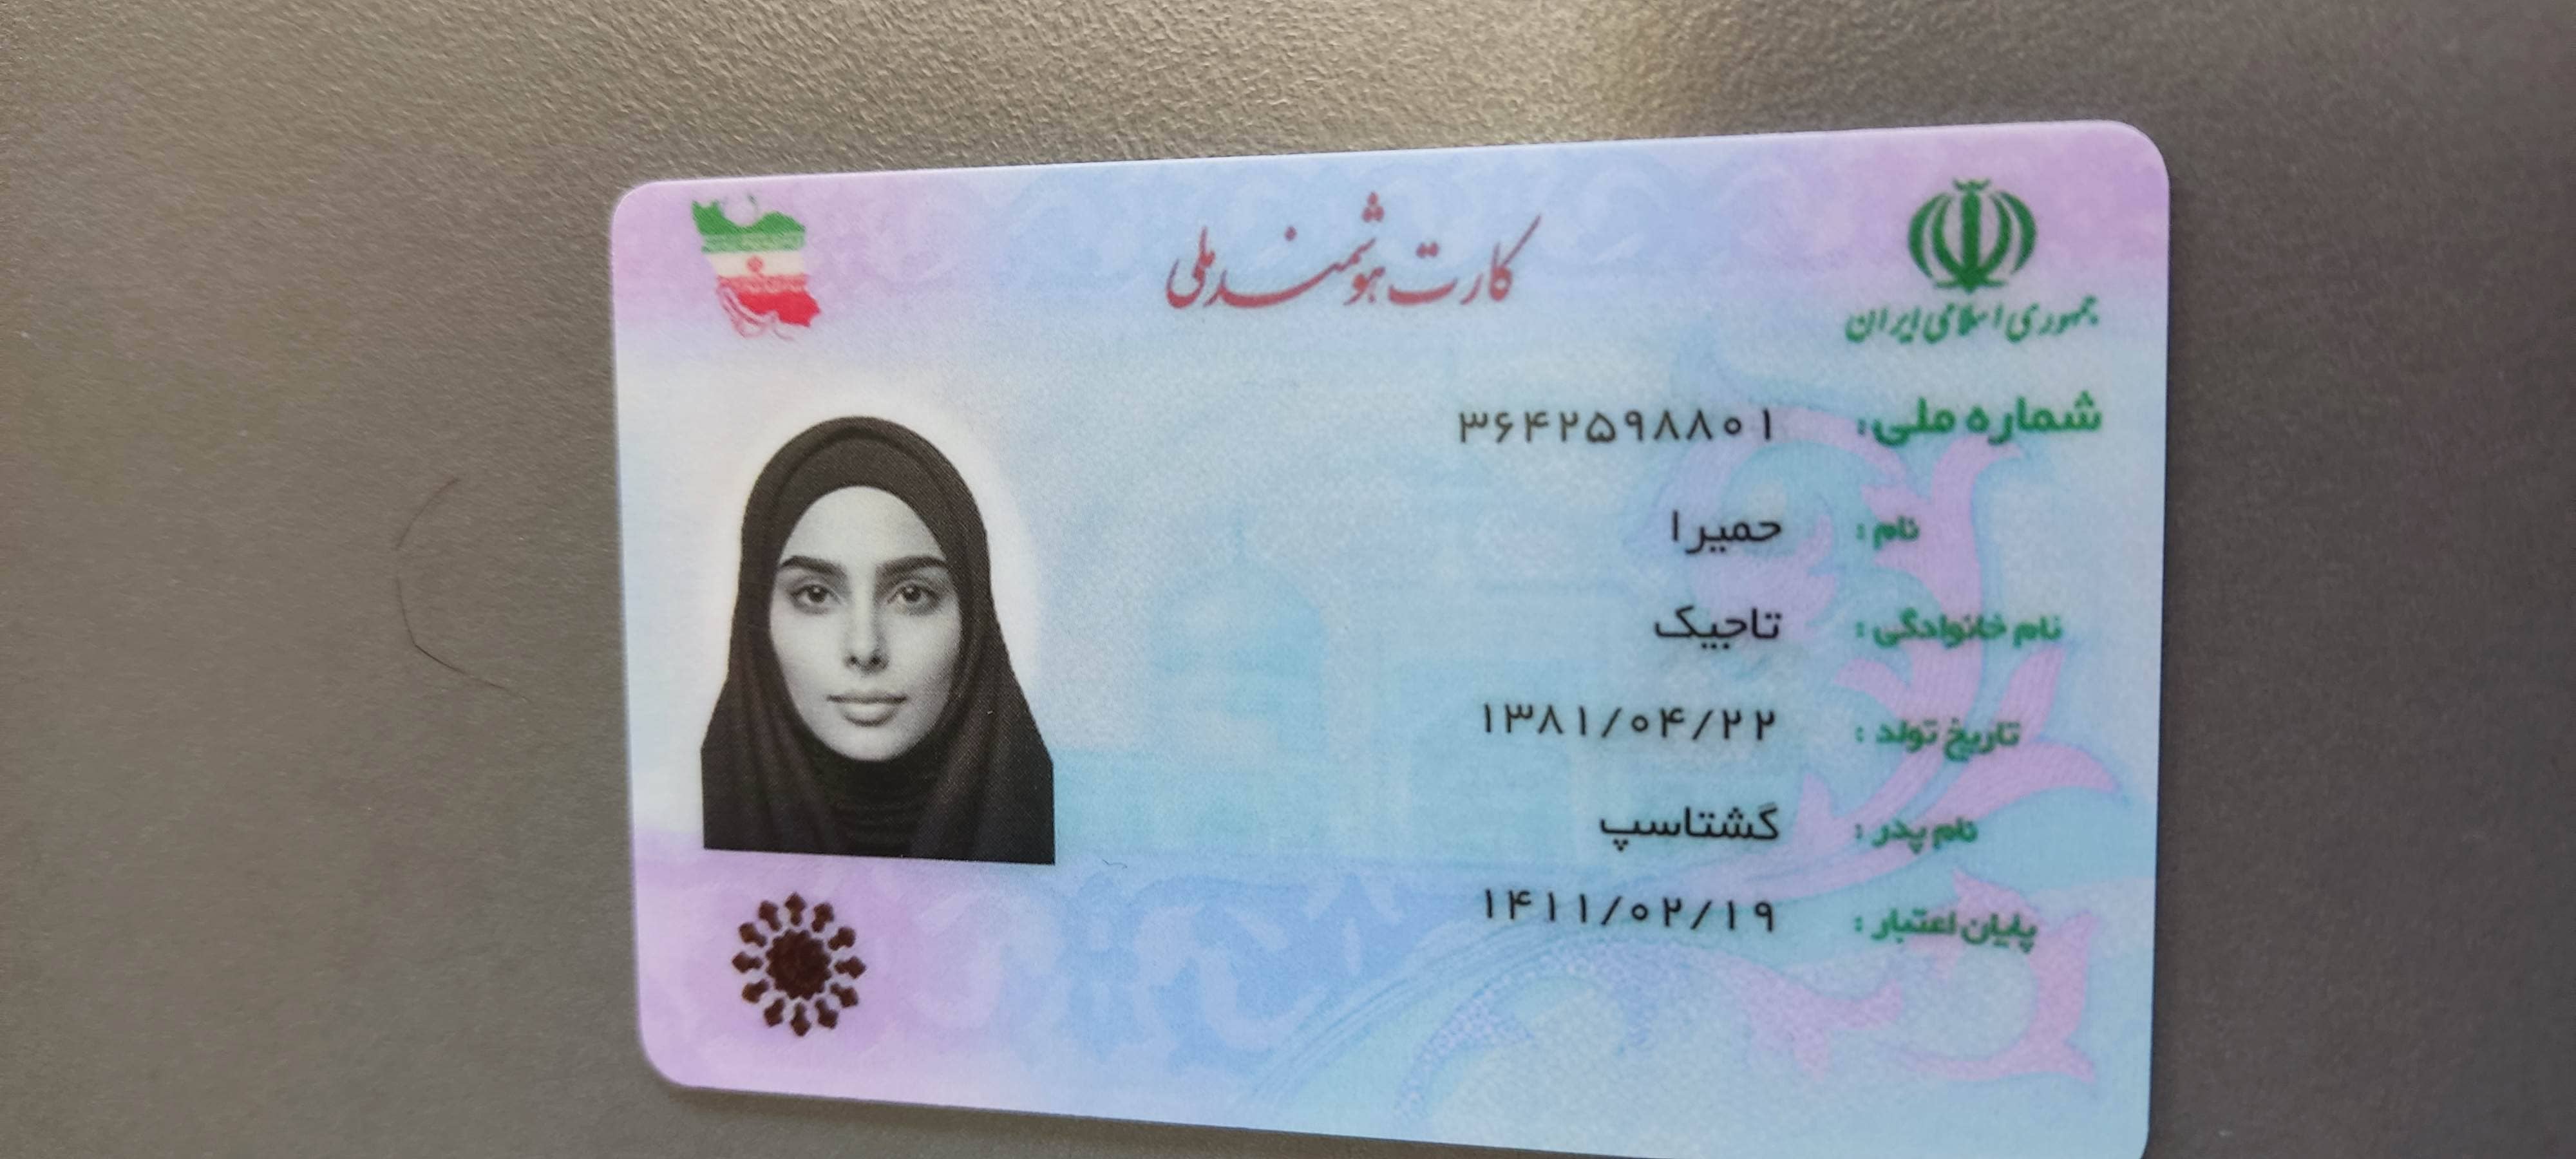 جمهوری اسلامی ایران
کارت هوشمند ملی
شماره ملی: ۳۶۴۲۵۹۸۸۰۱
نام: حمیرا
نام خانوادگی: تاجیک
تاریخ تولد: ۱۳۸۱/۰۴/۲۲
نام پدر: گشتاسپ
پایان اعتبار: ۱۴۱۱/۰۲/۱۹